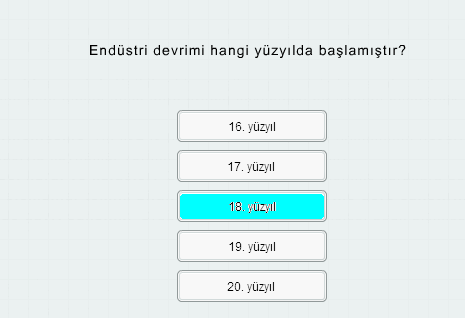 Endüstri devrimi hangi yüzyılda başlamıştır?
16. yüzyıl
17. yüzyıl
18. yüzyıl
19. yüzyıl
20. yüzyıl